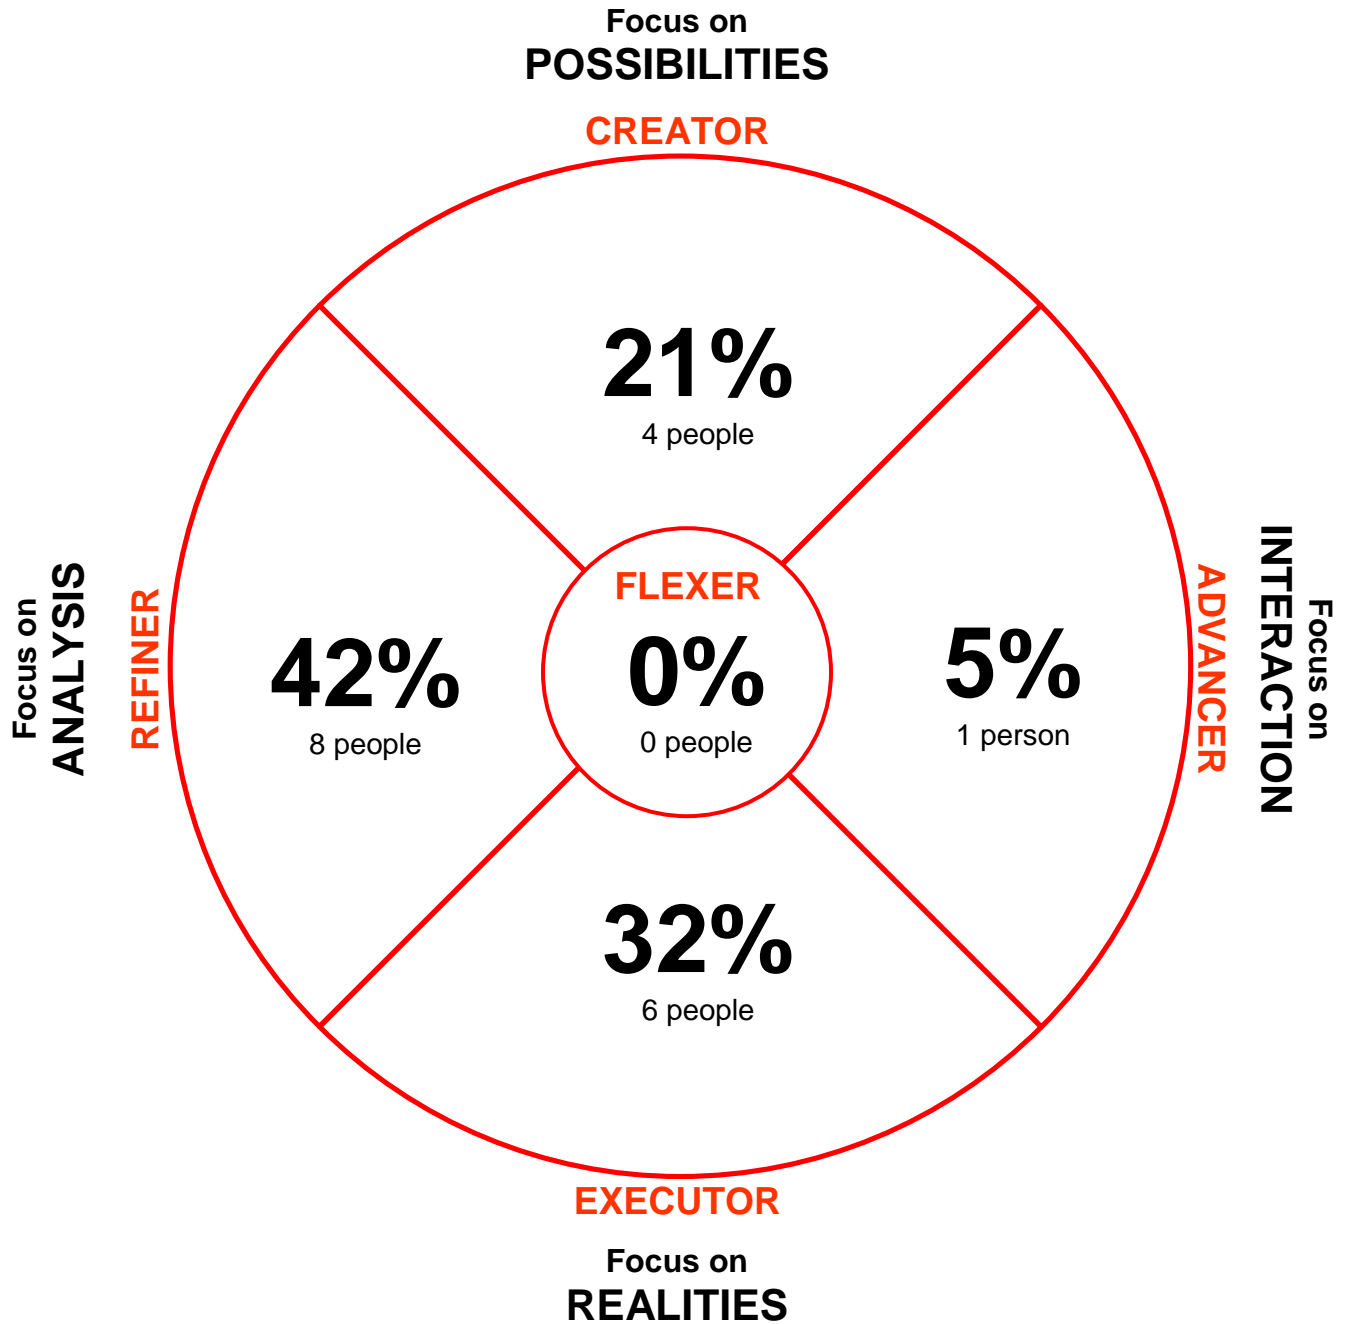 Focus on
POSSIBILITIES
CREATOR
21%
4 people
Focus on
ANALYSIS
REFINER
42%
8 people
FLEXER
0%
0 people
5%
1 person
ADVANCER
Focus on
INTERACTION
32%
6 people
EXECUTOR
Focus on
REALITIES